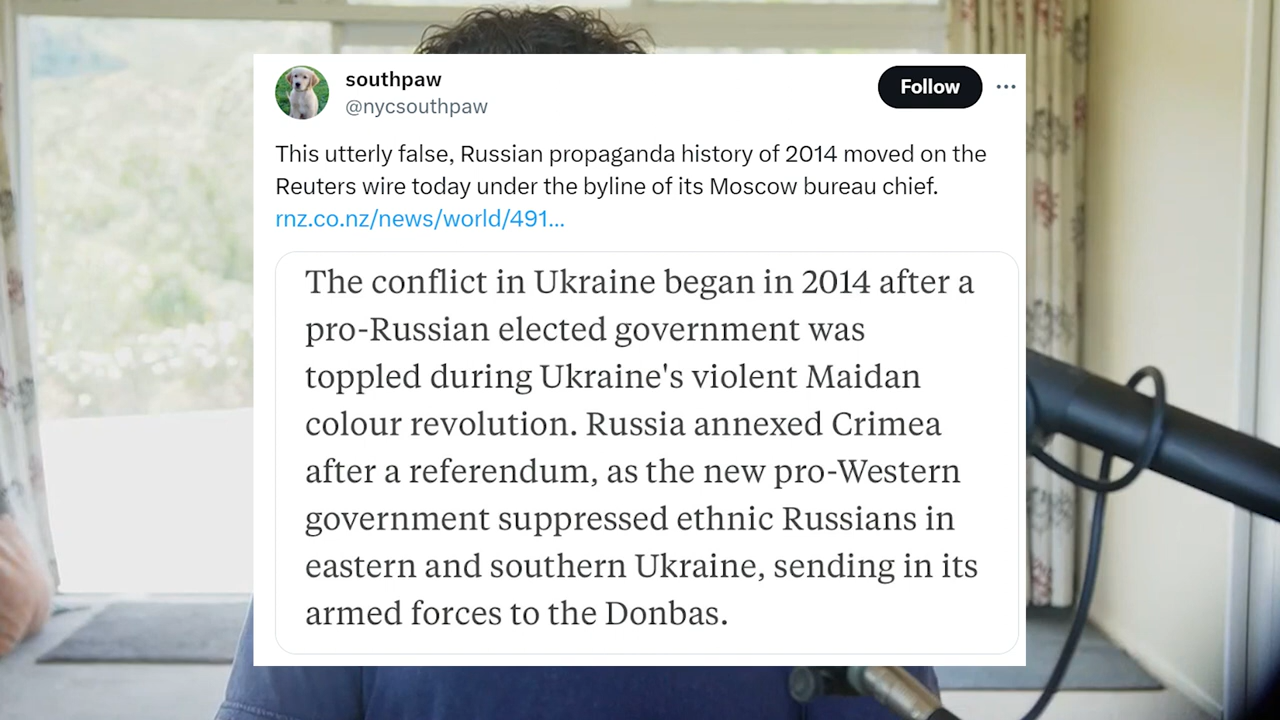 southpaw
@nycsouthpaw
Follow
This utterly false, Russian propaganda history of 2014 moved on the
Reuters wire today under the byline of its Moscow bureau chief.
rnz.co.nz/news/world/491...
The conflict in Ukraine began in 2014 after a
pro-Russian elected government was
toppled during Ukraine's violent Maidan
colour revolution. Russia annexed Crimea
after a referendum, as the new pro-Western
government suppressed ethnic Russians in
eastern and southern Ukraine, sending in its
armed forces to the Donbas.